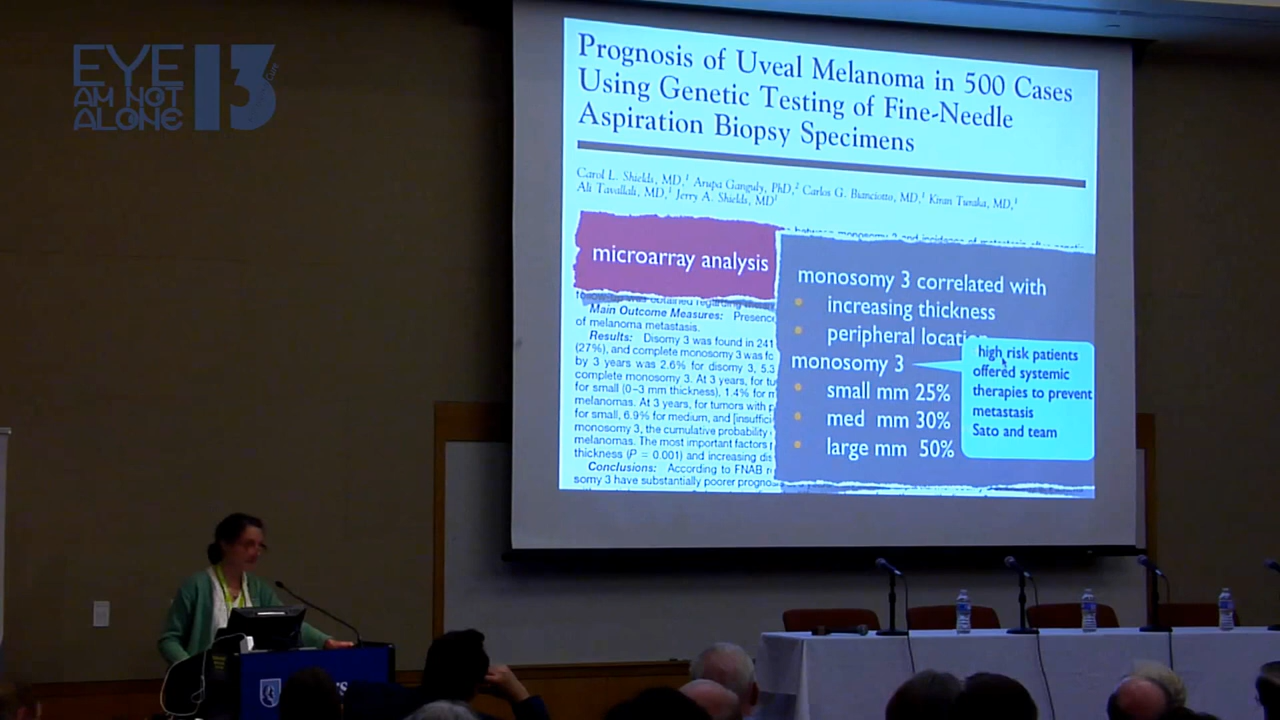 EYE
AM NOT
ALONE
13
Prognosis of Uveal Melanoma in 500 Cases
Using Genetic Testing of Fine-Needle
Aspiration Biopsy Specimens
Carol L. Shields, MD,¹ Arupa Ganguly, PhD,² Carlos G. Bianciotto, MD,¹ Kiran Turaka, MD,¹
Ali Tavallali, MD,¹ Jerry A. Shields, MD¹
microarray analysis
monosomy 3 correlated with
increasing thickness
peripheral
monosomy 3
small mm 25%
med mm 30%
large mm 50%
high risk patients
offered systemic
therapies to prevent
metastasis
Sato and team
Main Outcome Measures: Presence
of melanoma metastasis.
Results: Disomy 3 was found in 241
(27%), and complete monosomy 3 was
by 3 years was 2.6% for disomy 3, 5.3
complete monosomy 3. At 3 years, for
for small (0–3 mm thickness), 1.4% for
melanomas. At 3 years, for tumors with
for small, 6.9% for medium, and
monosomy 3, the cumulative probability
melanomas. The most important factors
thickness (P = 0.001) and increasing
Conclusions: According to FNAB
somy 3 have substantially poorer